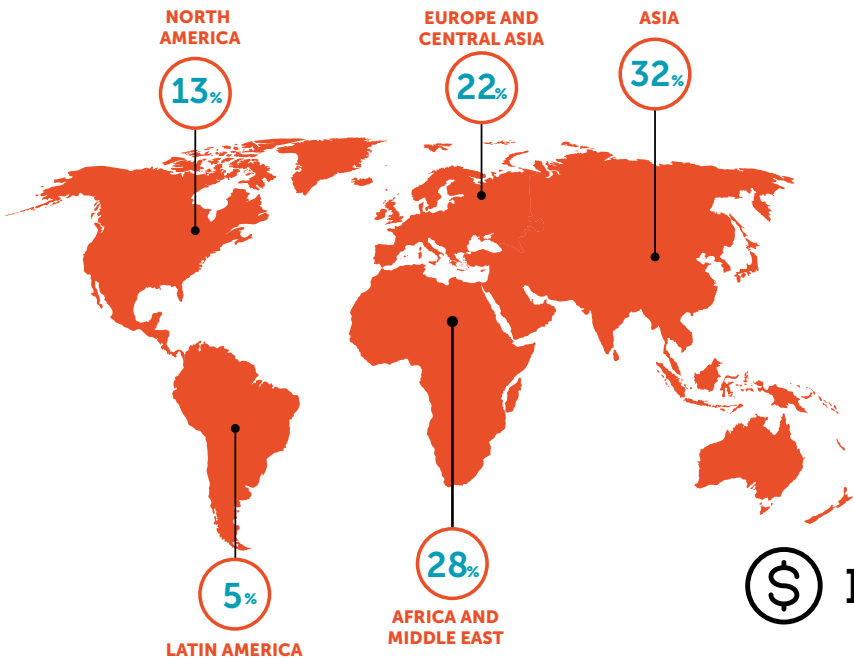 NORTH
AMERICA
13%
EUROPE AND
CENTRAL ASIA
22%
ASIA
32%
5%
LATIN AMERICA
28%
AFRICA AND
MIDDLE EAST
$